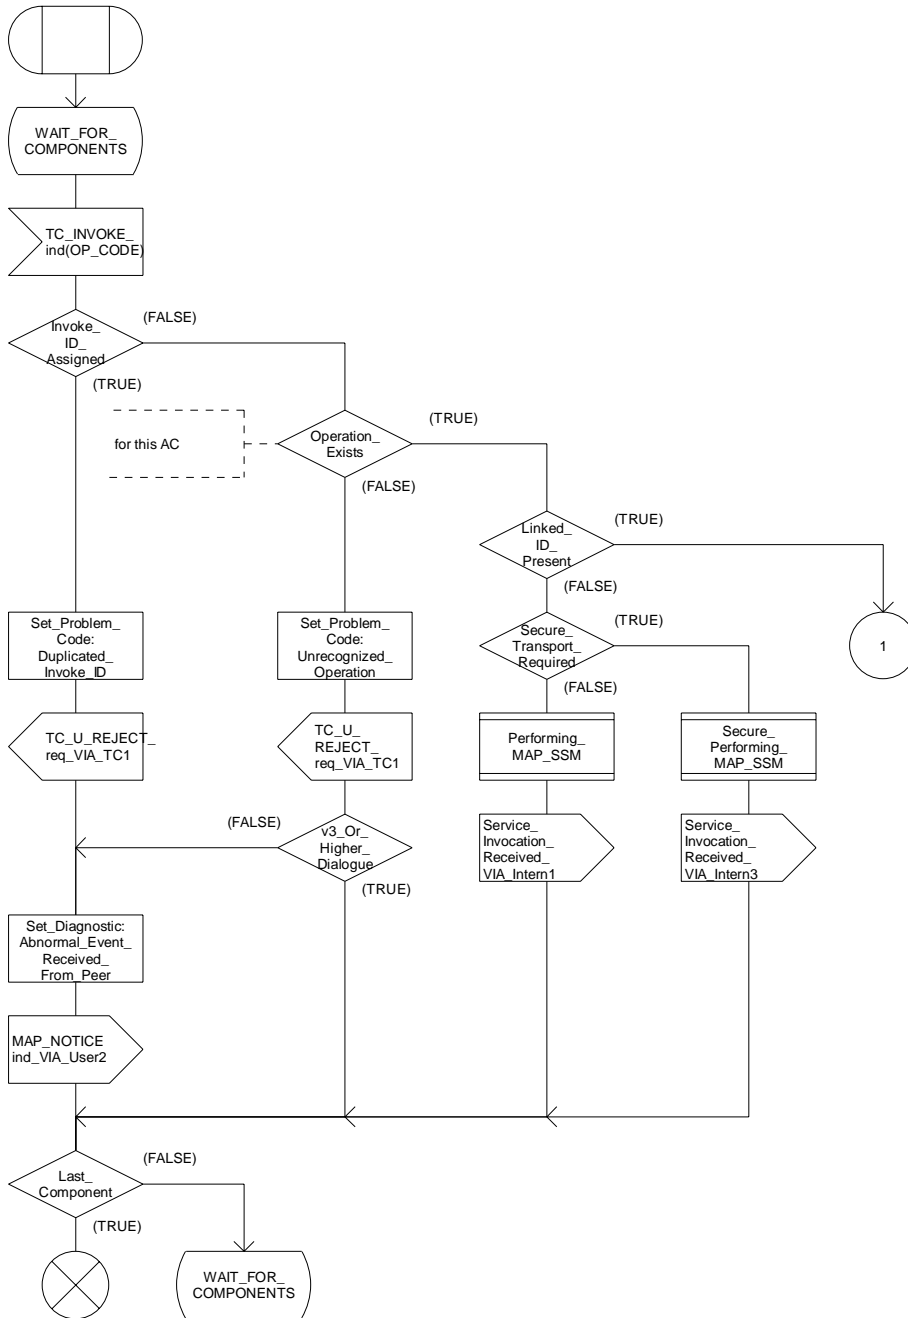 WAIT_FOR_
COMPONENTS
TC_INVOKE_
ind(OP_CODE)
(FALSE)
Invoke_
ID_
Assigned
(TRUE)
(TRUE)
for this AC
Operation_
Exists
(FALSE)
(TRUE)
Linked_
ID_
Present
(FALSE)
Set_Problem_
Code:
Duplicated_
Invoke_ID
Set_Problem_
Code:
Unrecognized_
Operation
Secure_
Transport_
Required
(TRUE)
(FALSE)
1
TC_U_REJECT_
req_VIA_TC1
TC_U_
REJECT_
req_VIA_TC1
Performing_
MAP_SSM
Secure_
Performing_
MAP_SSM
(FALSE)
v3_Or_
Higher_
Dialogue
(TRUE)
Service_
Invocation_
Received_
VIA_Intern1
Service_
Invocation_
Received_
VIA_Intern3
Set_Diagnostic:
Abnormal_Event_
Received_
From_Peer
MAP_NOTICE
ind_VIA_User2
(FALSE)
Last_
Component
(TRUE)
WAIT_FOR_
COMPONENTS